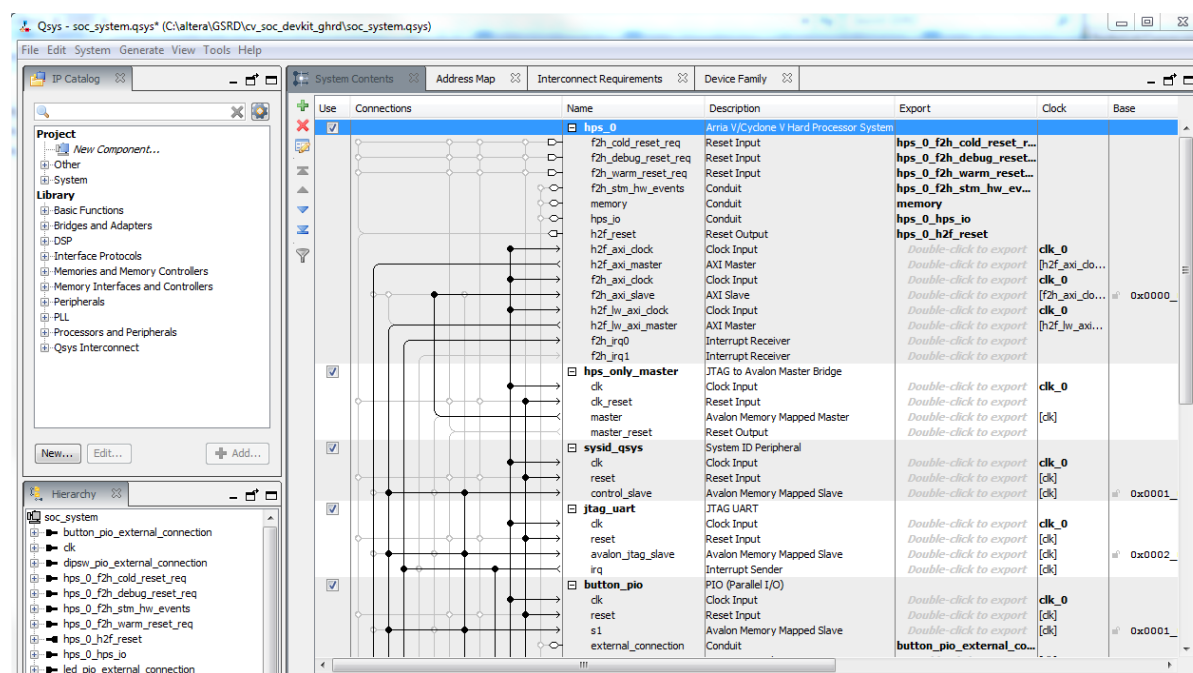 Qsys - soc_system.qsys* (C:\altera\GSRD\cv_soc_devkit_ghrd\soc_system.qsys)
File Edit System Generate View Tools Help
IP Catalog
Project
New Component...
Other
System
Library
Basic Functions
Bridges and Adapters
DSP
Interface Protocols
Memories and Memory Controllers
Memory Interfaces and Controllers
Peripherals
PLL
Processors and Peripherals
Qsys Interconnect
New... Edit... Add...
Hierarchy
soc_system
button_pio_external_connection
clk
dipsw_pio_external_connection
hps_0_f2h_cold_reset_req
hps_0_f2h_debug_reset_req
hps_0_f2h_stm_hw_events
hps_0_f2h_warm_reset_req
hps_0_h2f_reset
hps_0_hps_io
led_pio_external_connection
System Contents Address Map Interconnect Requirements Device Family
Use Connections Name Description Export Clock Base
hps_0 Arria V/Cyclone V Hard Processor System
f2h_cold_reset_req Reset Input hps_0_f2h_cold_reset_r...
f2h_debug_reset_req Reset Input hps_0_f2h_debug_reset...
f2h_warm_reset_req Reset Input hps_0_f2h_warm_reset...
f2h_stm_hw_events Conduit hps_0_f2h_stm_hw_ev...
memory Conduit memory
hps_io Conduit hps_0_hps_io
h2f_reset Reset Output hps_0_h2f_reset
h2f_axi_clock Clock Input Double-click to export clk_0
h2f_axi_master AXI Master Double-click to export [h2f_axi_clo...
f2h_axi_clock Clock Input Double-click to export clk_0
f2h_axi_slave AXI Slave Double-click to export [f2h_axi_clo... 0x0000_
h2f_lw_axi_clock Clock Input Double-click to export clk_0
h2f_lw_axi_master AXI Master Double-click to export [h2f_lw_axi...
f2h_irq0 Interrupt Receiver Double-click to export
f2h_irq1 Interrupt Receiver Double-click to export
hps_only_master JTAG to Avalon Master Bridge
clk Clock Input Double-click to export clk_0
clk_reset Reset Input Double-click to export
master Avalon Memory Mapped Master Double-click to export [clk]
master_reset Reset Output Double-click to export
sysid_qsys System ID Peripheral
clk Clock Input Double-click to export clk_0
reset Reset Input Double-click to export [clk]
control_slave Avalon Memory Mapped Slave Double-click to export [clk] 0x0001_
jtag_uart JTAG UART
clk Clock Input Double-click to export clk_0
reset Reset Input Double-click to export [clk]
avalon_jtag_slave Avalon Memory Mapped Slave Double-click to export [clk] 0x0002_
irq Interrupt Sender Double-click to export [clk]
button_pio PIO (Parallel I/O)
clk Clock Input Double-click to export clk_0
reset Reset Input Double-click to export [clk]
s1 Avalon Memory Mapped Slave Double-click to export [clk] 0x0001_
external_connection Conduit button_pio_external_co...